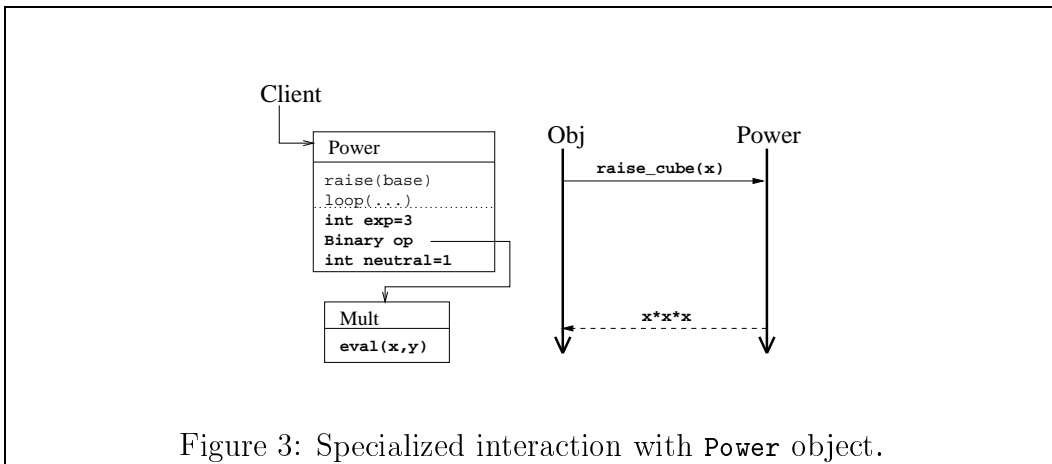 Client
Power
raise(base)
loop(...)
int exp=3
Binary op
int neutral=1
Mult
eval(x,y)
Obj
Power
raise_cube(x)
x*x*x
Figure 3: Specialized interaction with Power object.